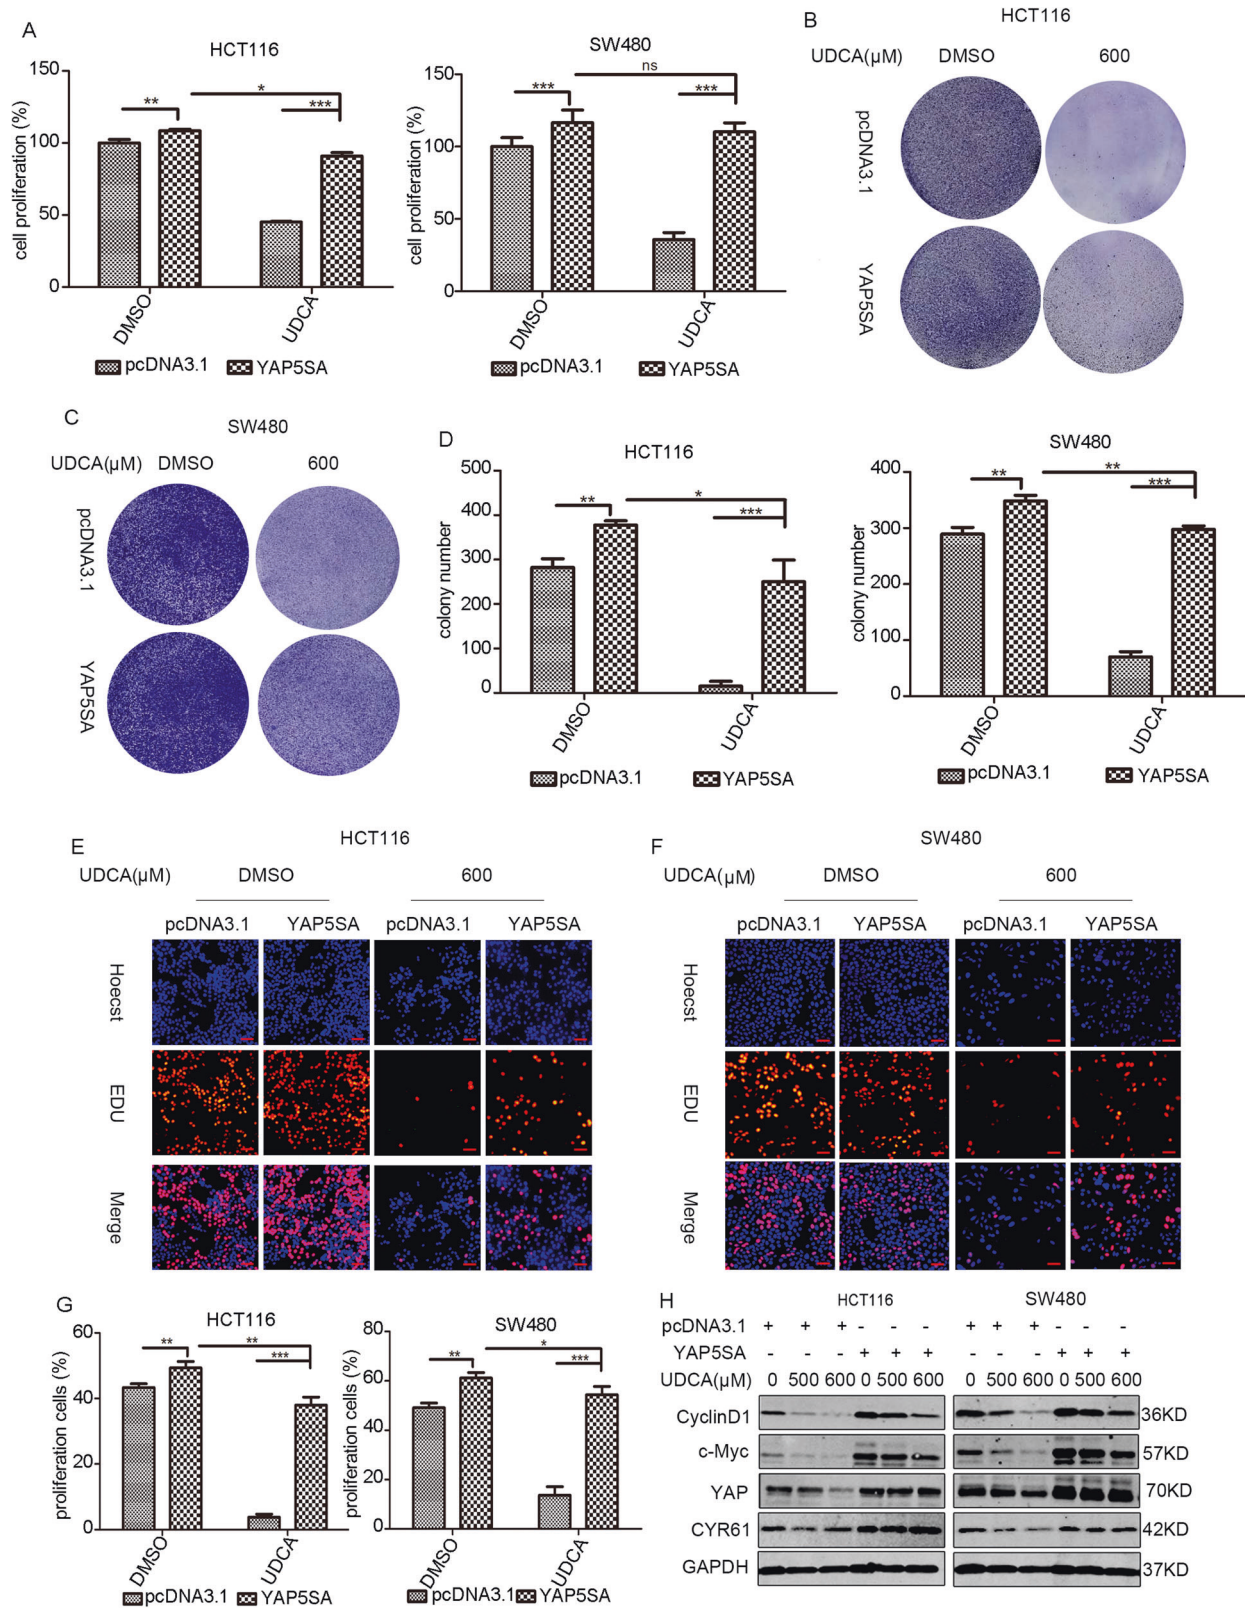 A
HCT116
cell proliferation (%)
150
100
50
0
**
*
***
DMSO
UDCA
pcDNA3.1
YAP5SA
SW480
cell proliferation (%)
150
100
50
0
***
ns
***
DMSO
UDCA
pcDNA3.1
YAP5SA
B
HCT116
UDCA(μM) DMSO 600
pcDNA3.1
YAP5SA
C
SW480
UDCA(μM) DMSO 600
pcDNA3.1
YAP5SA
D
HCT116
colony number
500
400
300
200
100
0
**
*
***
DMSO
UDCA
pcDNA3.1
YAP5SA
SW480
colony number
400
300
200
100
0
**
**
***
DMSO
UDCA
pcDNA3.1
YAP5SA
E
HCT116
UDCA(μM) DMSO 600
pcDNA3.1 YAP5SA pcDNA3.1 YAP5SA
Hoecst
EDU
Merge
F
SW480
UDCA(μM) DMSO 600
pcDNA3.1 YAP5SA pcDNA3.1 YAP5SA
Hoecst
EDU
Merge
G
HCT116
proliferation cells (%)
60
40
20
0
**
**
***
DMSO
UDCA
pcDNA3.1
YAP5SA
SW480
proliferation cells (%)
80
60
40
20
0
**
*
***
DMSO
UDCA
pcDNA3.1
YAP5SA
H
HCT116 SW480
pcDNA3.1 + + + - - - + + + - - -
YAP5SA - - - + + + - - - + + +
UDCA(μM) 0 500 600 0 500 600 0 500 600 0 500 600
CyclinD1 36KD
c-Myc 57KD
YAP 70KD
CYR61 42KD
GAPDH 37KD